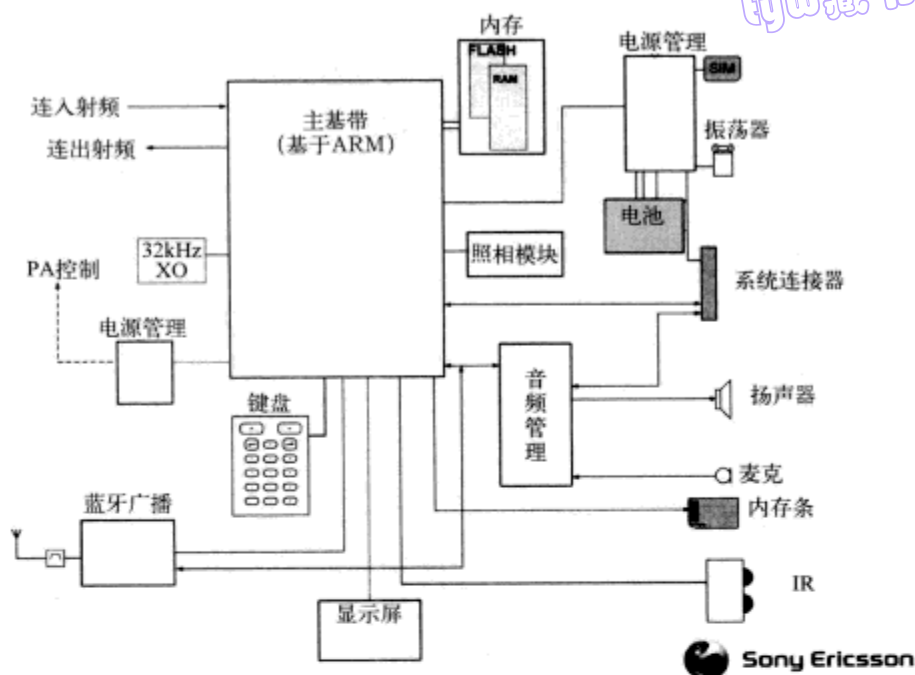 内存
FLASH
RAM
电源管理
SIM
连入射频
连出射频
主基带
(基于ARM)
振荡器
电池
32kHz
XO
照相模块
PA控制
系统连接器
电源管理
音频管理
键盘
扬声器
麦克
蓝牙广播
内存条
IR
显示屏
Sony Ericsson